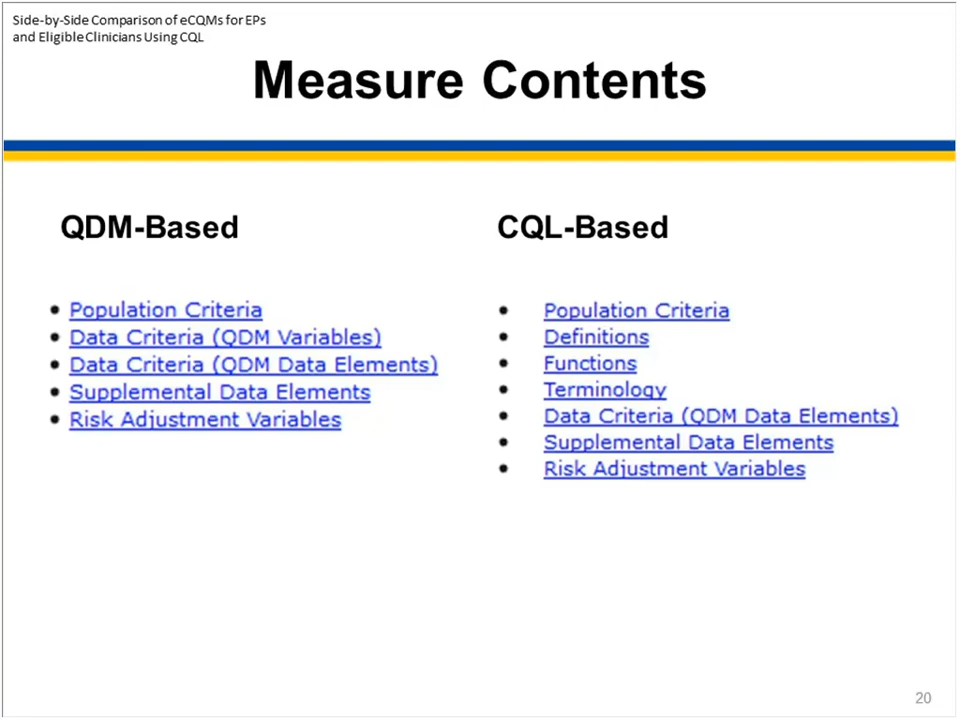 Side-by-Side Comparison of eCQMs for EPs
and Eligible Clinicians Using CQL
Measure Contents
QDM-Based
• Population Criteria
• Data Criteria (QDM Variables)
• Data Criteria (QDM Data Elements)
• Supplemental Data Elements
• Risk Adjustment Variables
CQL-Based
• Population Criteria
• Definitions
• Functions
• Terminology
• Data Criteria (QDM Data Elements)
• Supplemental Data Elements
• Risk Adjustment Variables
20